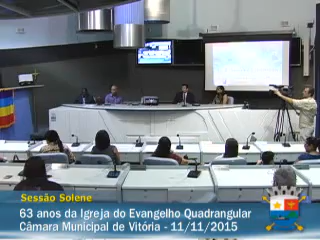 Sessão Solene
63 anos da Igreja do Evangelho Quadrangular
Câmara Municipal de Vitória - 11/11/2015